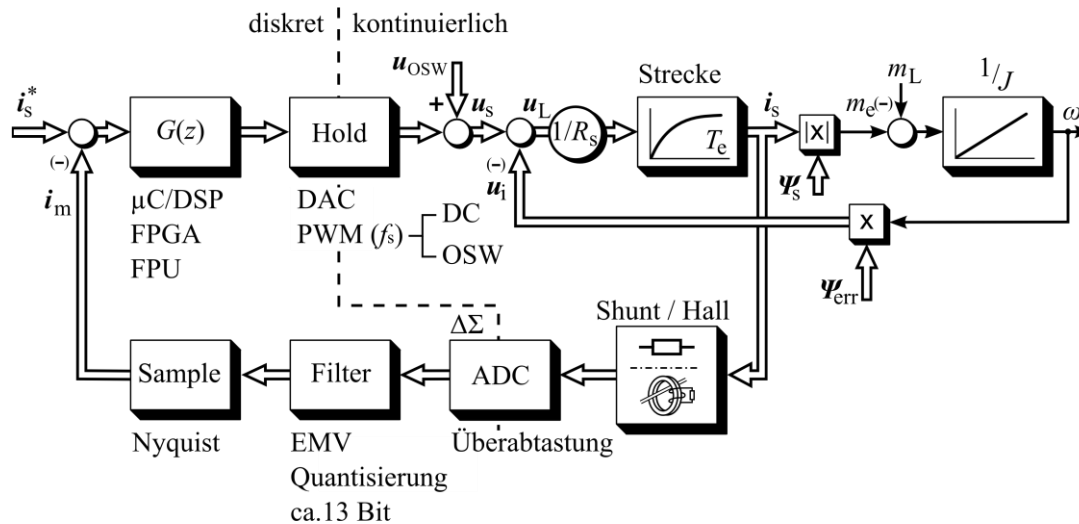 diskret
kontinuierlich
u_OSW
Strecke
m_L
1/J
i_s*
+
u_s
u_L
i_s
m_e
(-)
ω
G(z)
Hold
1/R_s
T_e
|x|
(-)
(-)
i_m
u_i
Ψ_s
µC/DSP
FPGA
FPU
DAC
PWM (f_s)
DC
OSW
x
Ψ_err
Shunt / Hall
ΔΣ
Sample
Filter
ADC
Nyquist
EMV
Quantisierung
ca.13 Bit
Überabtastung